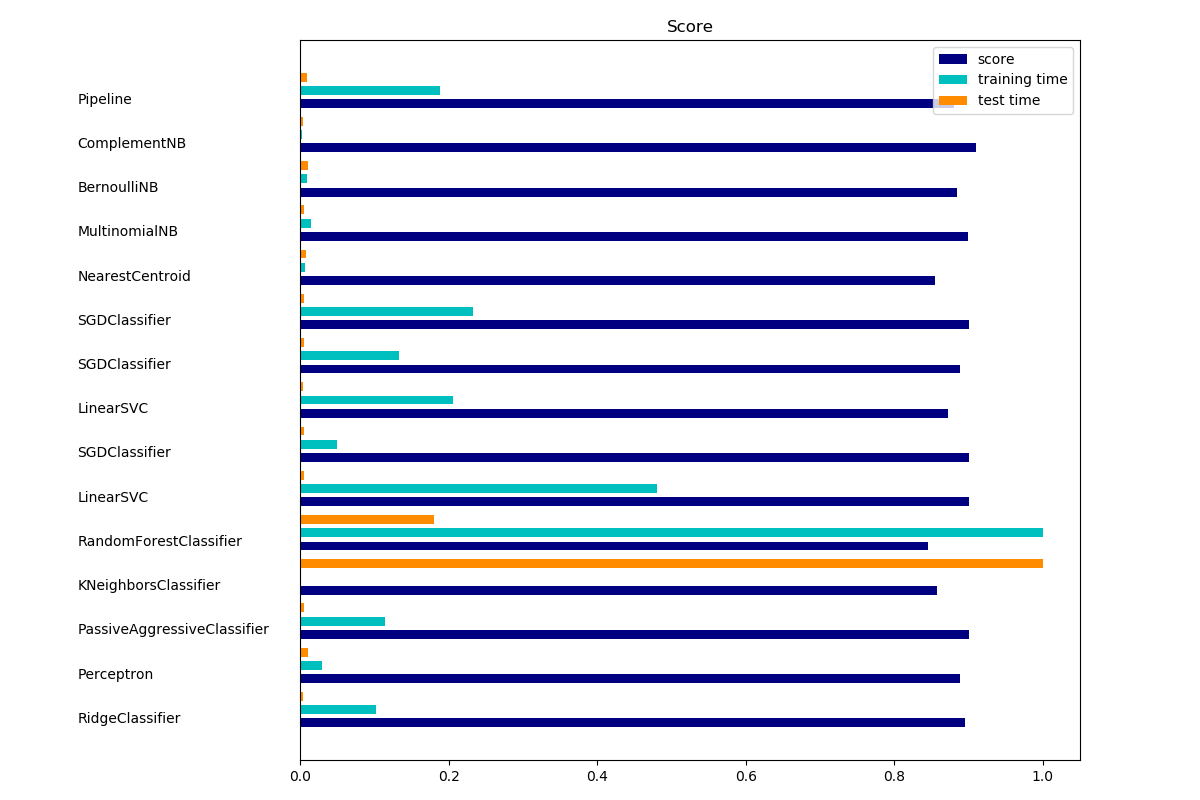 Score
score
training time
test time
Pipeline
ComplementNB
BernoulliNB
MultinomialNB
NearestCentroid
SGDClassifier
SGDClassifier
LinearSVC
SGDClassifier
LinearSVC
RandomForestClassifier
KNeighborsClassifier
PassiveAggressiveClassifier
Perceptron
RidgeClassifier
0.0 0.2 0.4 0.6 0.8 1.0